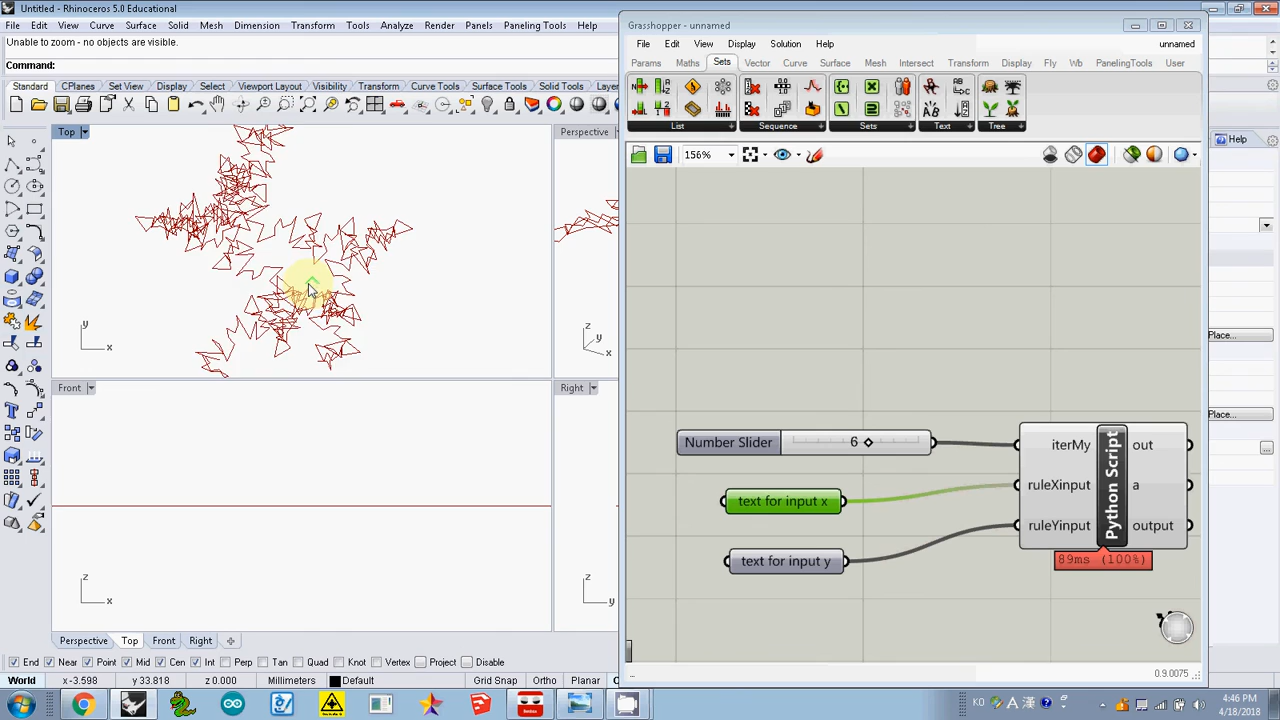 Untitled - Rhinoceros 5.0 Educational
File Edit View Curve Surface Solid Mesh Dimension Transform Tools Analyze Render Panels Paneling Tools Help
Unable to zoom - no objects are visible.
Command:
Standard CPlanes Set View Display Select Viewport Layout Visibility Transform Curve Tools Surface Tools Solid Tools
Top
Perspective
y
x
z
y
x
Front
Right
z
x
z
y
Perspective Top Front Right
End Near Point Mid Cen Int Perp Tan Quad Knot Vertex Project Disable
World x -3.598 y 33.818 z 0.000 Millimeters Default Grid Snap Ortho
Grasshopper - unnamed
File Edit View Display Solution Help unnamed
Params Maths Sets Vector Curve Surface Mesh Intersect Transform Display Fly Wb PanelingTools User
List Sequence Sets Text Tree
156%
Number Slider 6
text for input x
text for input y
iterMy
ruleXinput
ruleYinput
Python Script
out
a
output
89ms (100%)
0.9.0075
Help
Place...
Place...
KO A 漢
4:46 PM
4/18/2018